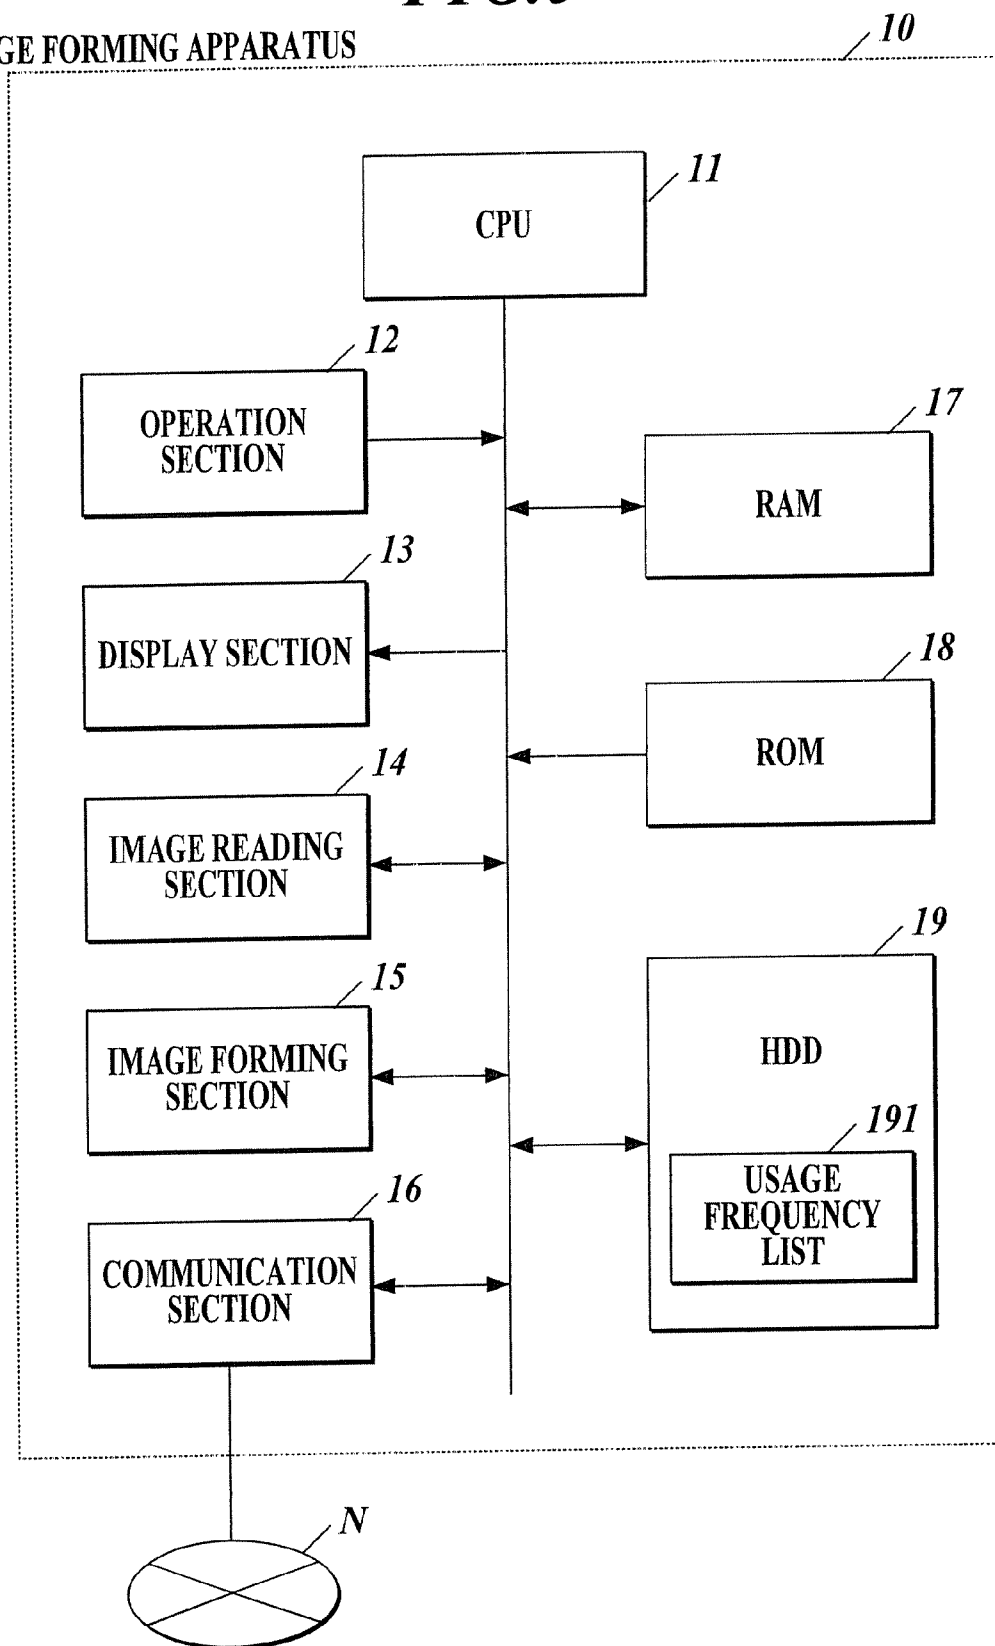 GE FORMING APPARATUS
10
CPU
11
12
OPERATION
SECTION
17
RAM
13
DISPLAY SECTION
18
ROM
14
IMAGE READING
SECTION
19
HDD
15
IMAGE FORMING
SECTION
191
USAGE
FREQUENCY
LIST
16
COMMUNICATION
SECTION
N